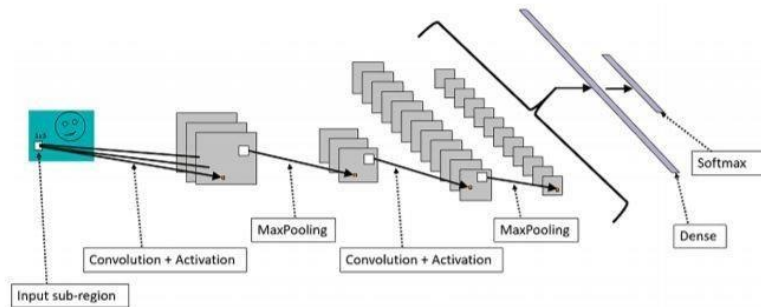 Softmax
MaxPooling
MaxPooling
Dense
Convolution + Activation
Convolution + Activation
Input sub-region